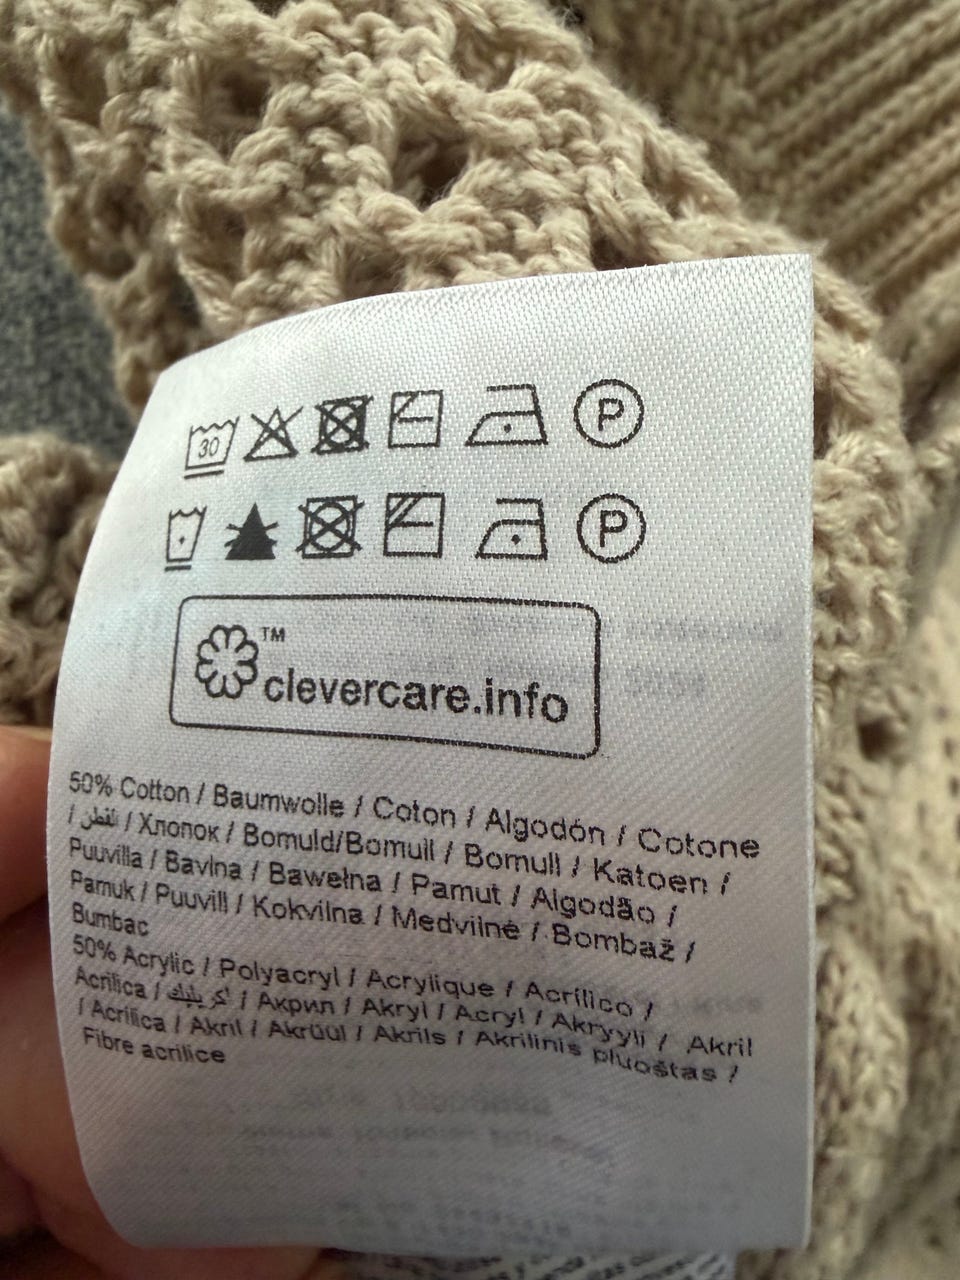 30 P
P
TM
clevercare.info
50% Cotton / Baumwolle / Coton / Algodón / Cotone
/ القطن / Хлопок / Bomuld/Bomull / Bomull / Katoen /
Puuvilla / Bavlna / Bawełna / Pamut / Algodão /
Pamuk / Puuvill / Kokvilna / Medvilnė / Bombaž /
Bumbac
50% Acrylic / Polyacryl / Acrylique / Acrílico /
Acrilica / اكريليك / Акрил / Akryl / Acryl / Akryyli / Akril
/ Acrílica / Akril / Akrüül / Akrils / Akrilinis pluoštas /
Fibre acrilice